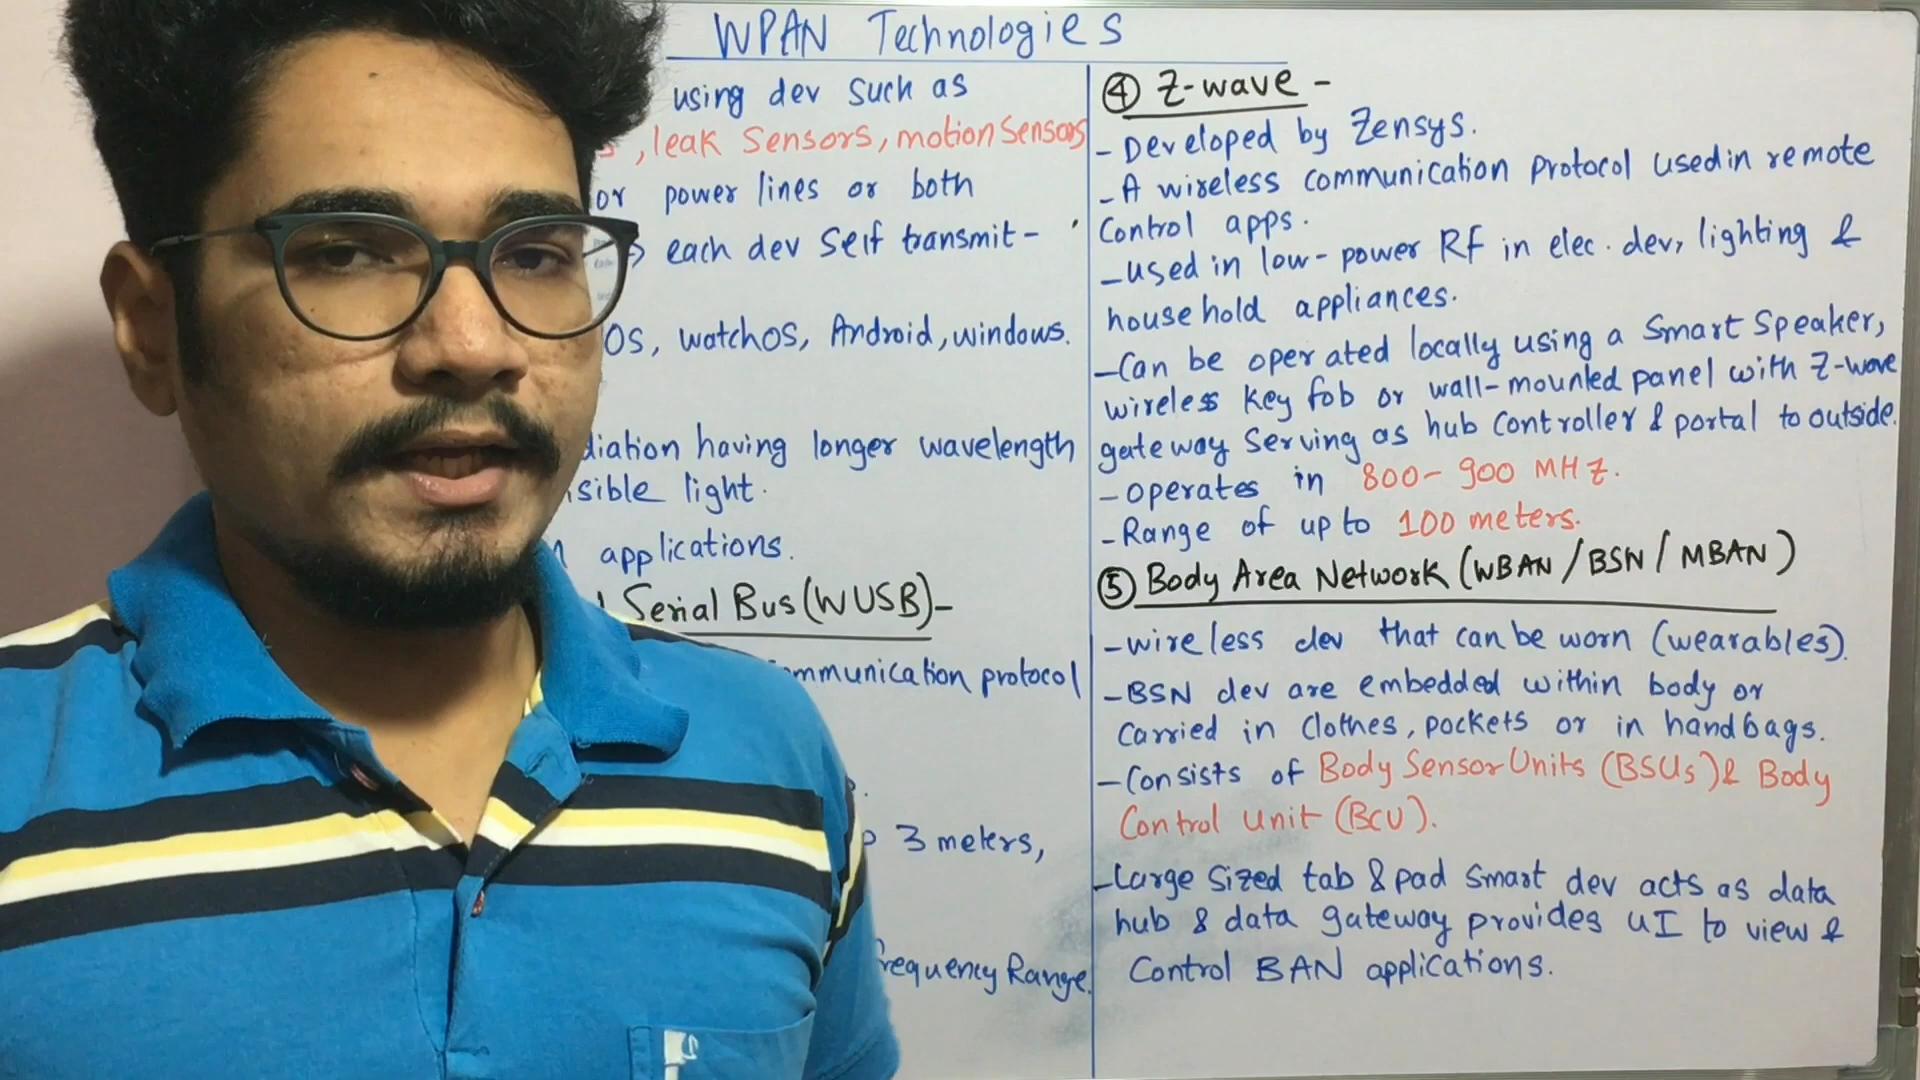 WPAN Technologies
using dev such as
, leak Sensors, motion Sensors
or power lines or both
→ each dev Self transmit-
OS, watchOS, Android, windows.
diation having longer wavelength
isible light.
applications.
Serial Bus (WUSB)-
mmunication protocol
3 meters,
requency Range.
④ Z-wave -
- Developed by Zensys.
- A wireless communication protocol used in remote
Control apps.
- used in low-power RF in elec. dev, lighting &
household appliances.
- Can be operated locally using a Smart Speaker,
wireless key fob or wall-mounted panel with Z-wave
gateway Serving as hub Controller & portal to outside.
- operates in 800-900 MHZ.
- Range of up to 100 meters.
⑤ Body Area Network (WBAN/BSN/MBAN)
- wireless dev that can be worn (wearables).
- BSN dev are embedded within body or
Carried in Clothes, pockets or in handbags.
- Consists of Body Sensor Units (BSUs) & Body
Control Unit (BCU).
- Large Sized tab & pad Smart dev acts as data
hub & data gateway provides UI to view &
Control BAN applications.